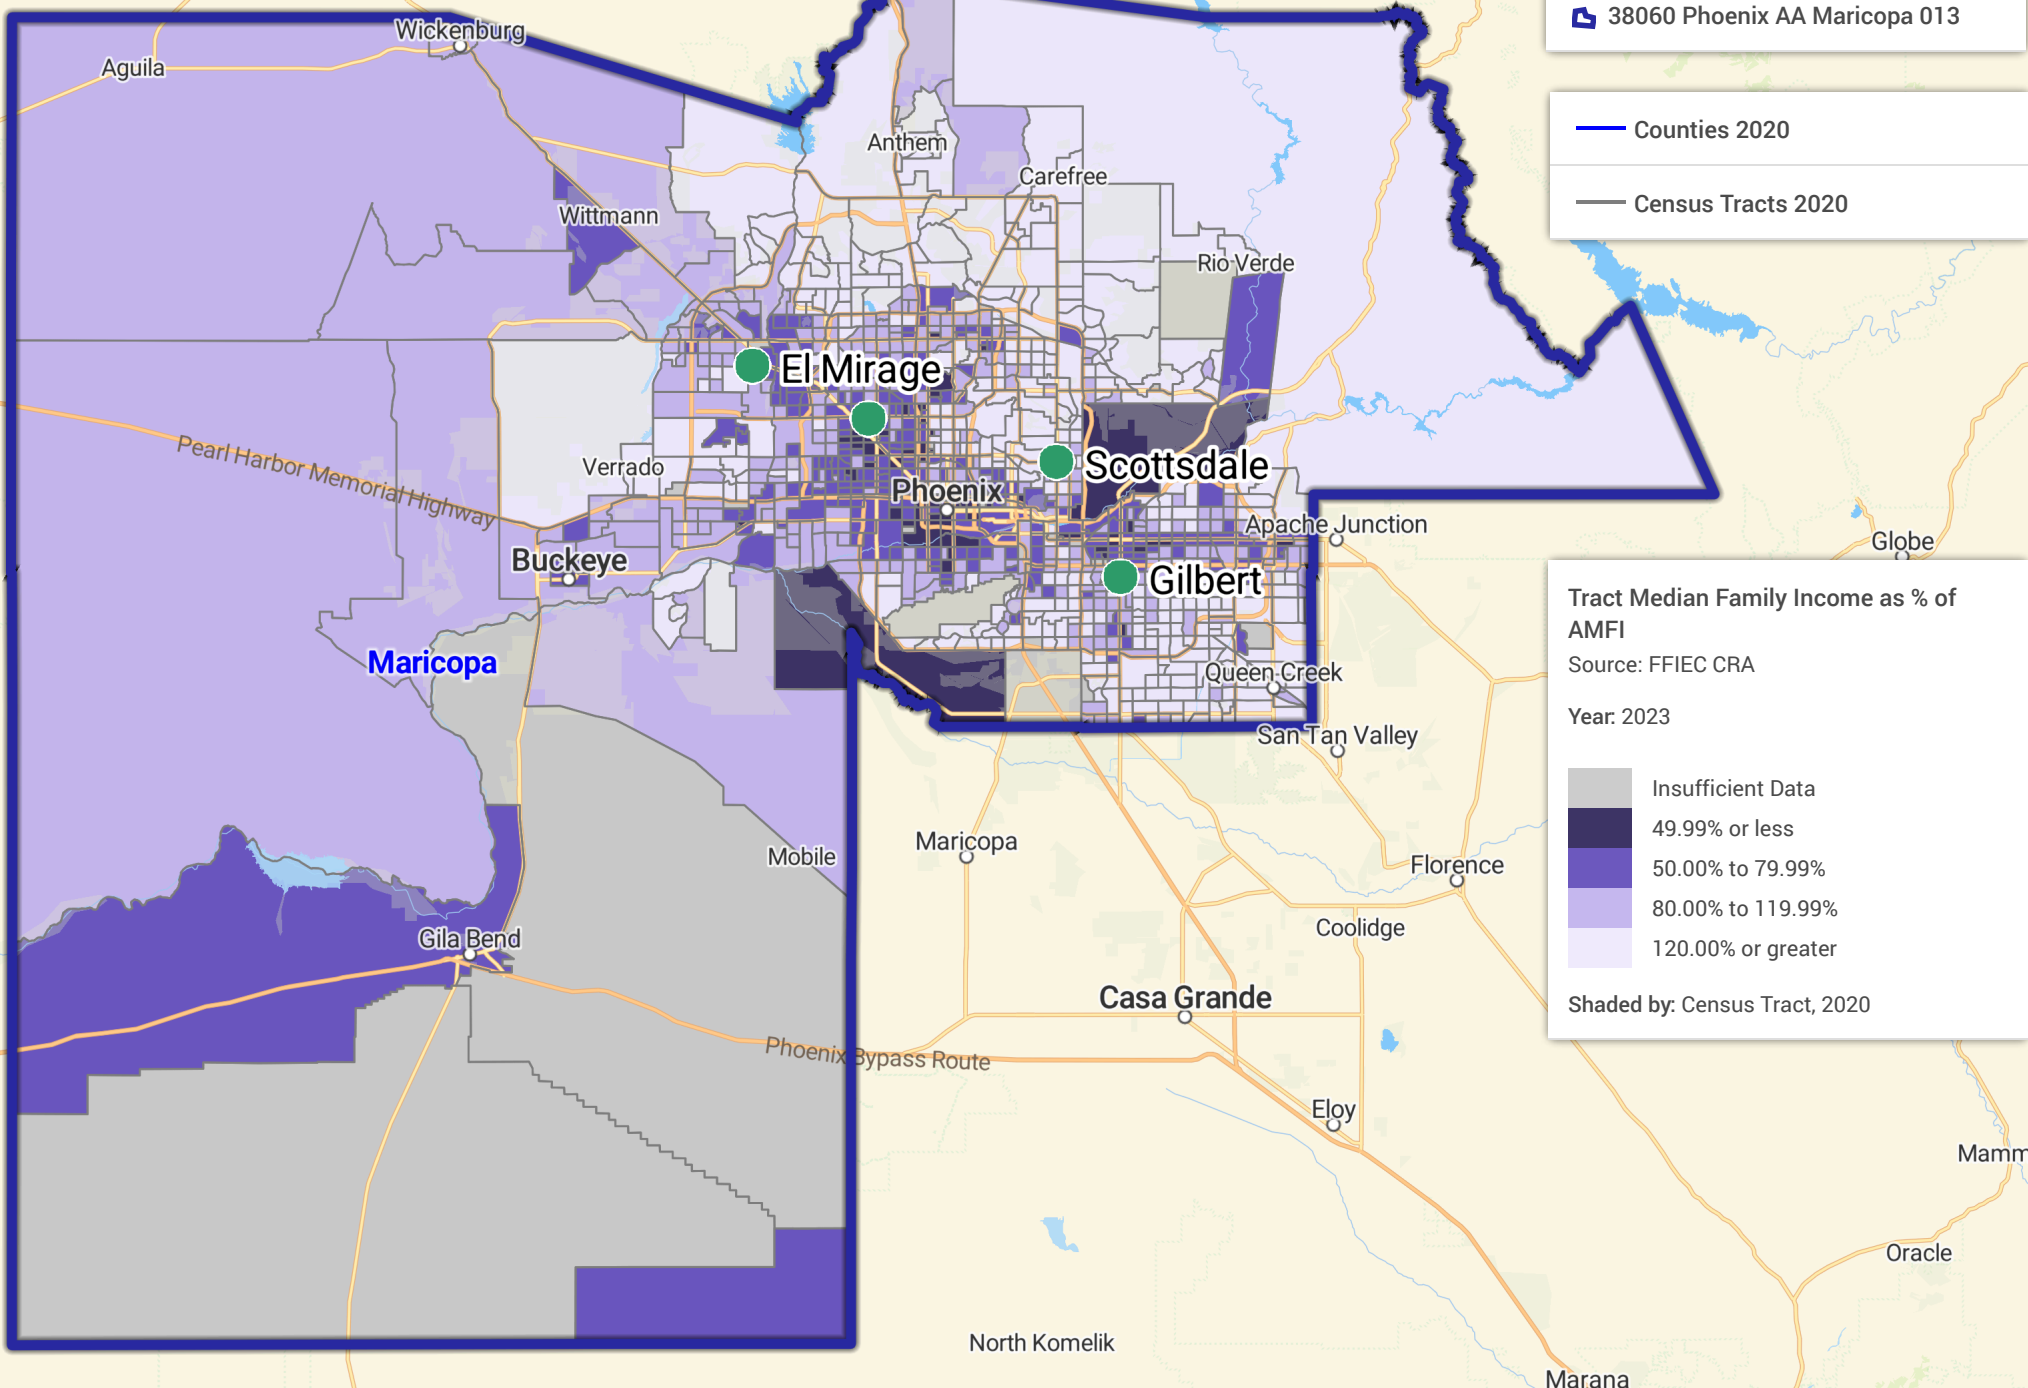 38060 Phoenix AA Maricopa 013
Counties 2020
Census Tracts 2020
Wickenburg
Aguila
Anthem
Carefree
Wittmann
Rio Verde
El Mirage
Pearl Harbor Memorial Highway
Verrado
Scottsdale
Phoenix
Apache Junction
Globe
Buckeye
Gilbert
Maricopa
Queen Creek
San Tan Valley
Tract Median Family Income as % of
AMFI
Source: FFIEC CRA
Year: 2023
Insufficient Data
49.99% or less
50.00% to 79.99%
80.00% to 119.99%
120.00% or greater
Shaded by: Census Tract, 2020
Mobile
Maricopa
Florence
Gila Bend
Coolidge
Casa Grande
Phoenix Bypass Route
Eloy
Mamm
Oracle
North Komelik
Marana